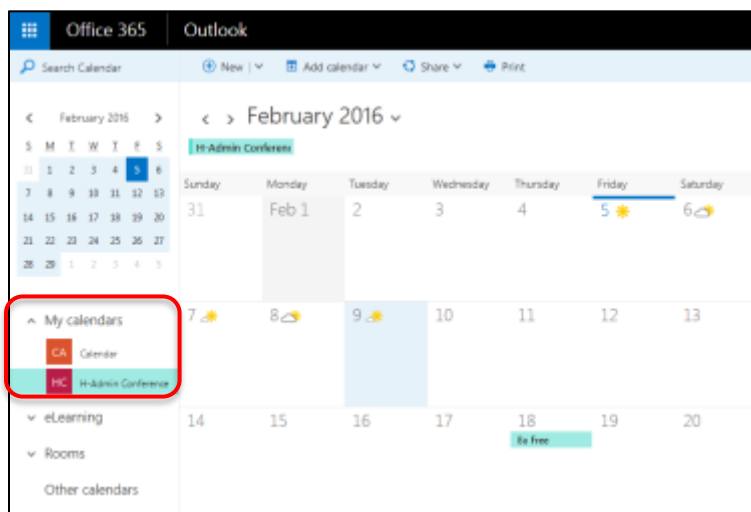 Office 365 Outlook
Search Calendar New Add calendar Share Print
February 2016
S M T W T F S
31 1 2 3 4 5 6
7 8 9 10 11 12 13
14 15 16 17 18 19 20
21 22 23 24 25 26 27
28 29 1 2 3 4 5
My calendars
CA Calendar
HC H-Admin Conference
eLearning
Rooms
Other calendars
February 2016
H-Admin Conferenc
Sunday Monday Tuesday Wednesday Thursday Friday Saturday
31 Feb 1 2 3 4 5 6
7 8 9 10 11 12 13
14 15 16 17 18 19 20
8a Free